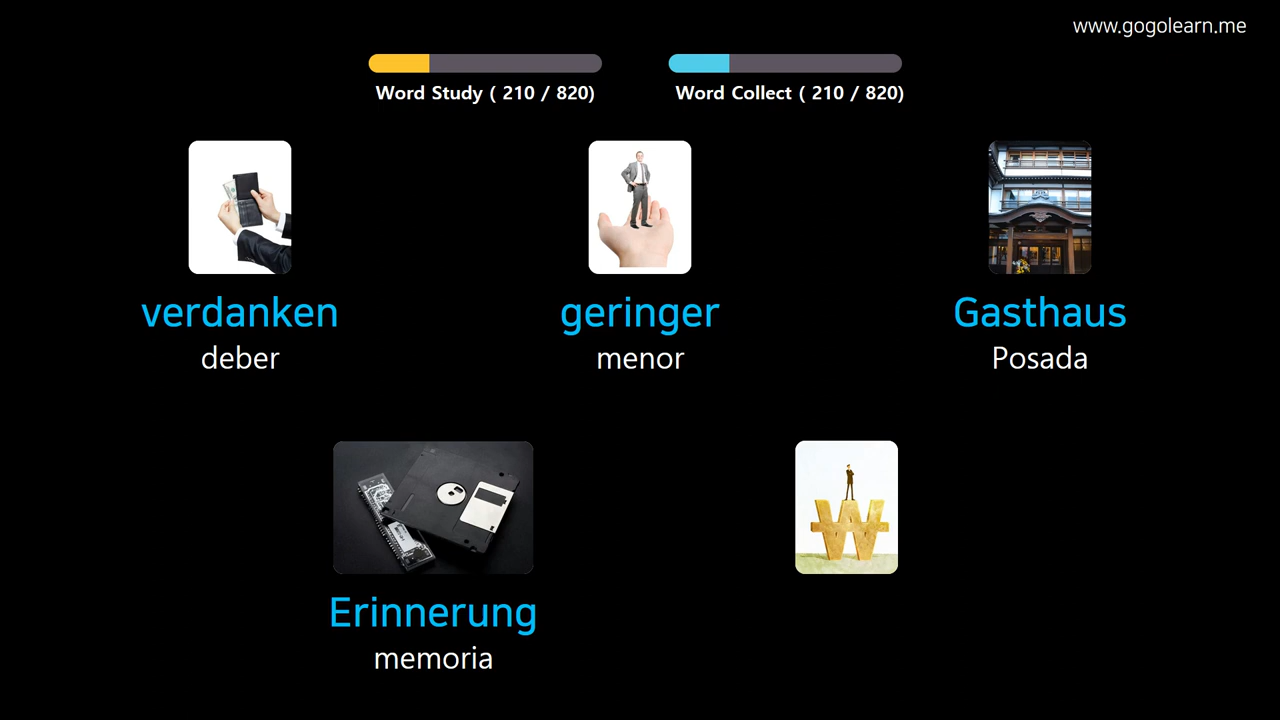 www.gogolearn.me
Word Study ( 210 / 820)
Word Collect ( 210 / 820)
verdanken
deber
geringer
menor
Gasthaus
Posada
Erinnerung
memoria